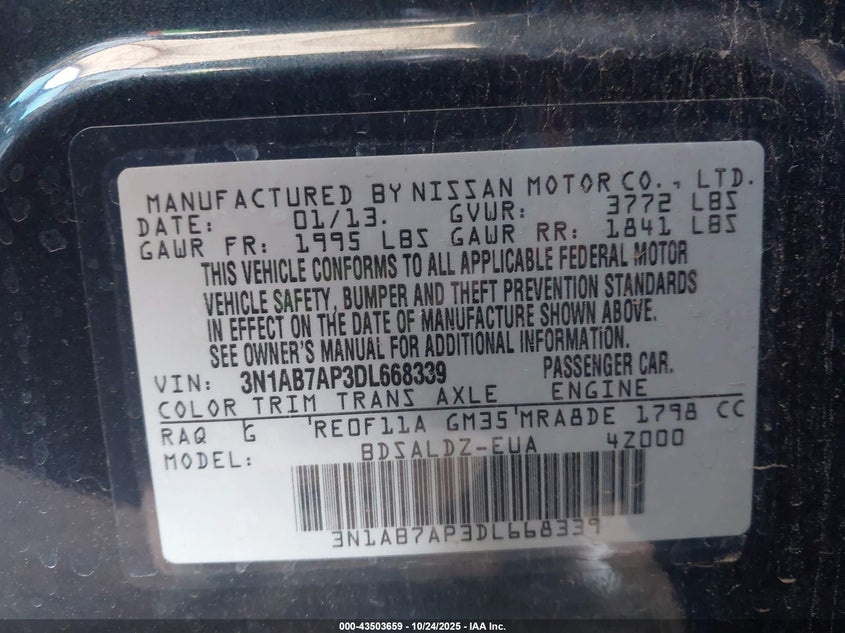 MANUFACTURED BY NISSAN MOTOR CO., LTD.
DATE: 01/13. GVWR: 3772 LBS
GAWR FR: 1995 LBS GAWR RR: 1841 LBS
THIS VEHICLE CONFORMS TO ALL APPLICABLE FEDERAL MOTOR
VEHICLE SAFETY, BUMPER AND THEFT PREVENTION STANDARDS
IN EFFECT ON THE DATE OF MANUFACTURE SHOWN ABOVE.
SEE OWNER'S MANUAL FOR ADDITIONAL INFORMATION.
VIN: 3N1AB7AP3DL668339 PASSENGER CAR.
COLOR TRIM TRANS AXLE ENGINE
RAQ G RE0F11A GM35 MRA8DE 1798 CC
MODEL: BDSALDZ-EUA 4Z000
3N1AB7AP3DL668339
000-43503659 - 10/24/2025 - IAA Inc.